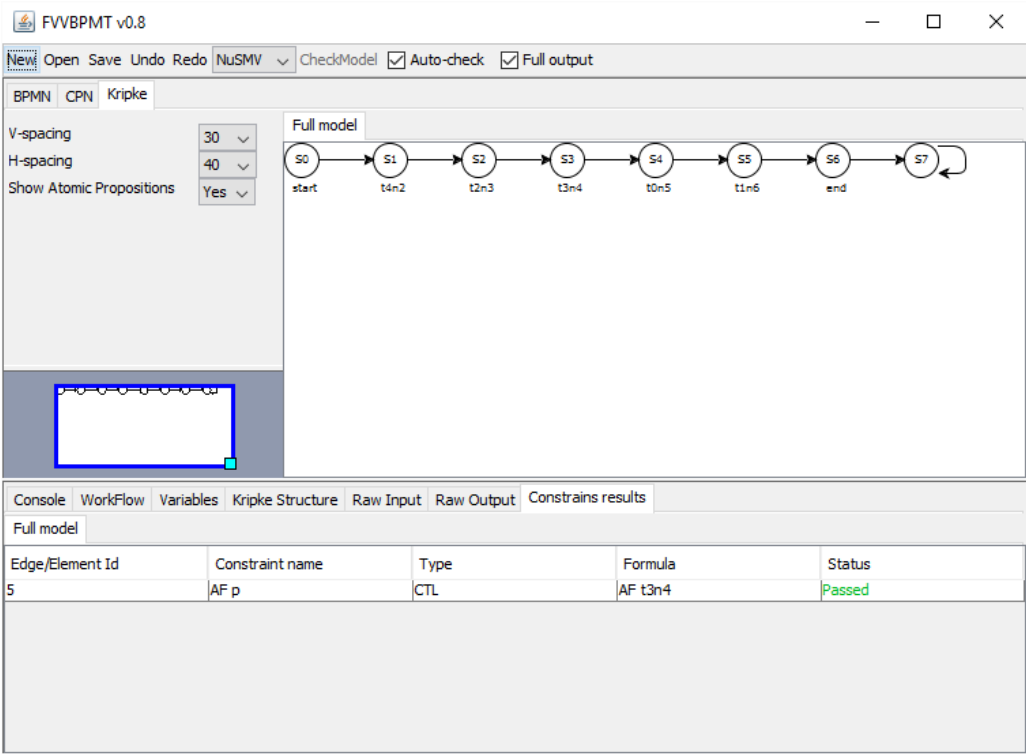 FVVBPMT v0.8
New Open Save Undo Redo NuSMV CheckModel Auto-check Full output
BPMN CPN Kripke
V-spacing 30
H-spacing 40
Show Atomic Propositions Yes
Full model
S0 S1 S2 S3 S4 S5 S6 S7
start t4n2 t2n3 t3n4 t0n5 t1n6 end
Console WorkFlow Variables Kripke Structure Raw Input Raw Output Constrains results
Full model
Edge/Element Id Constraint name Type Formula Status
5 AF p CTL AF t3n4 Passed